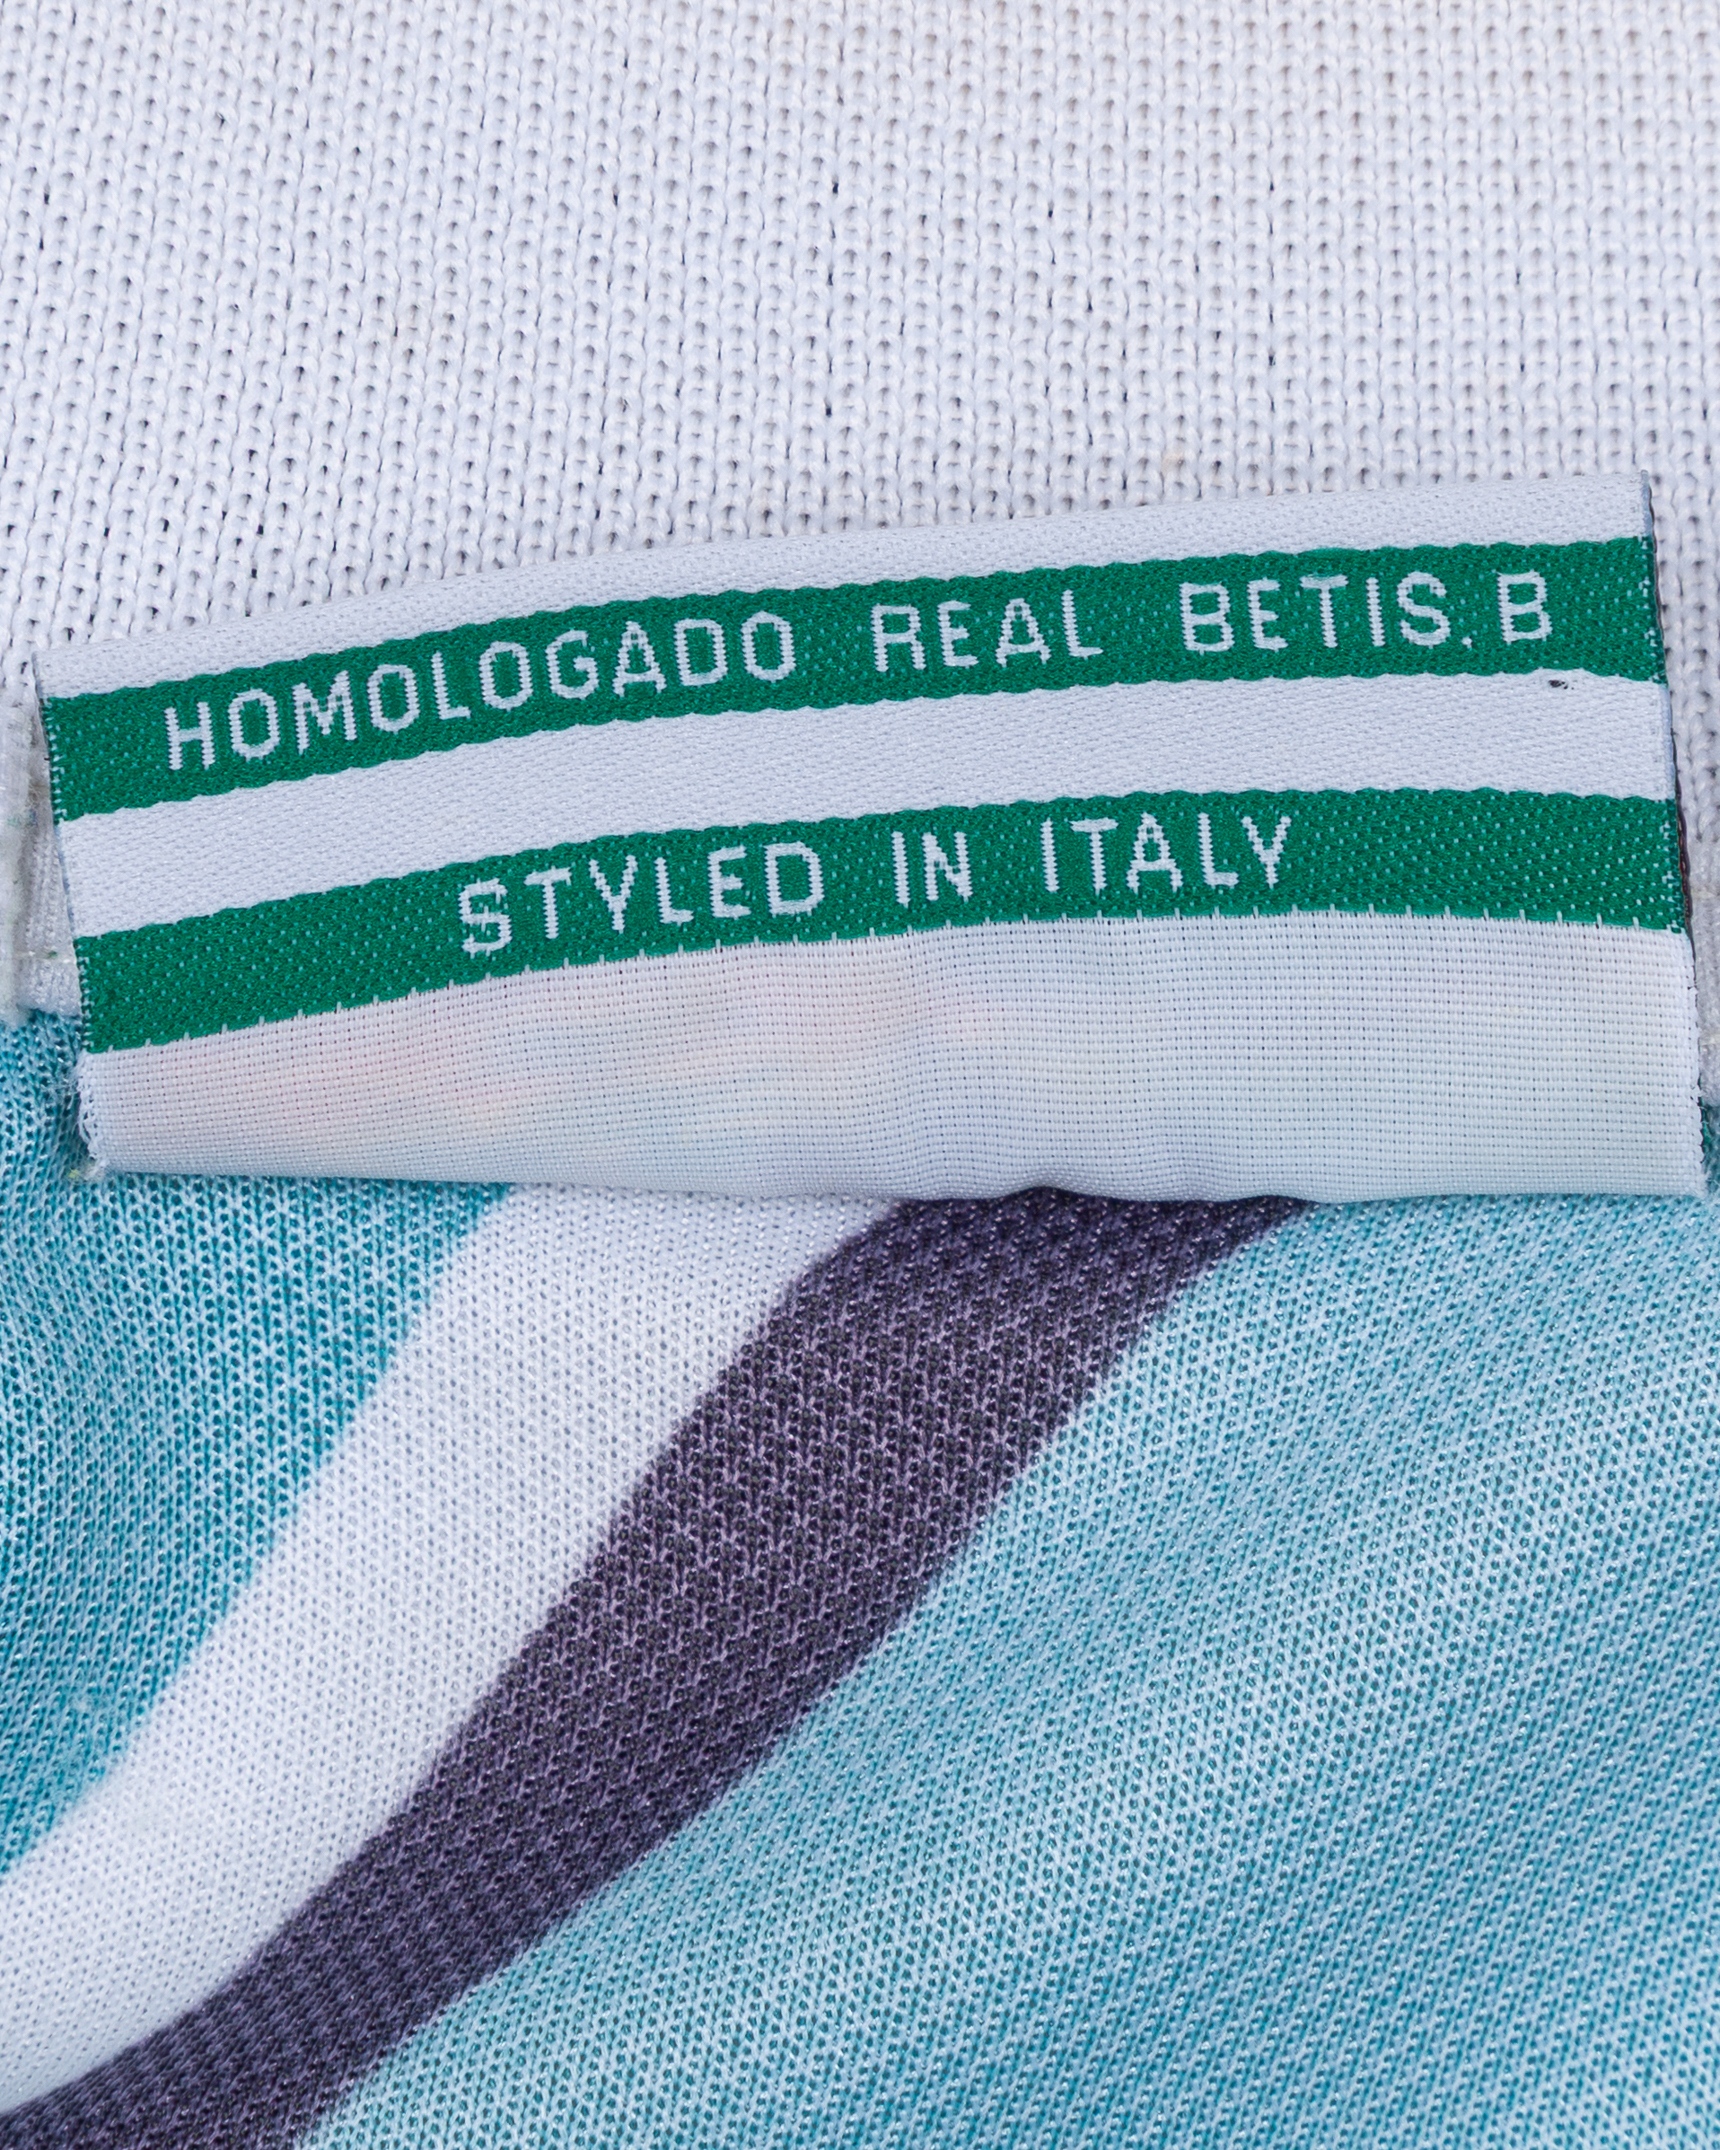 HOMOLOGADO REAL BETIS. B
STYLED IN ITALY